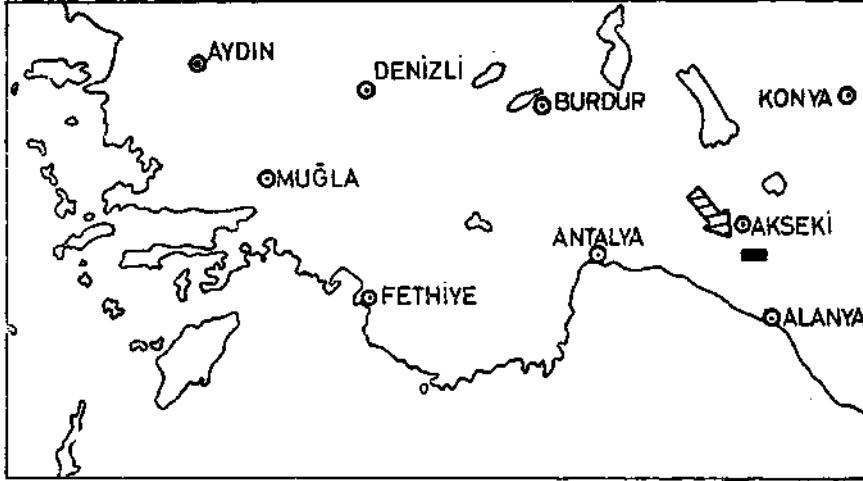 AYDIN
DENİZLİ
BURDUR
KONYA
MUĞLA
AKSEKİ
ANTALYA
FETHİYE
ALANYA